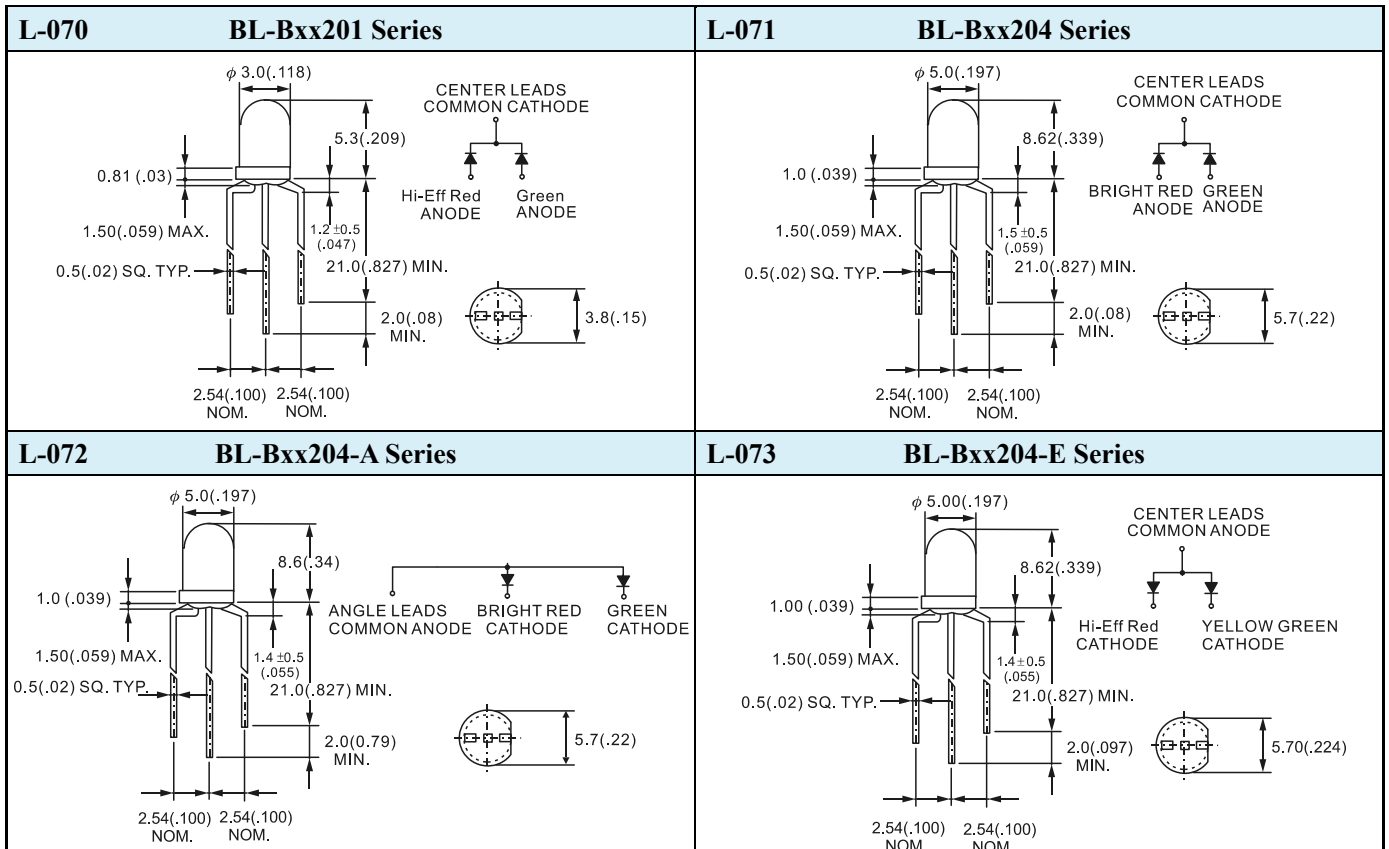 L-070 BL-Bxx201 Series
φ 3.0(.118)
CENTER LEADS
COMMON CATHODE
5.3(.209)
0.81 (.03)
Hi-Eff Red
ANODE
Green
ANODE
1.50(.059) MAX.
1.2 ±0.5
(.047)
0.5(.02) SQ. TYP.
21.0(.827) MIN.
2.0(.08)
MIN.
3.8(.15)
2.54(.100) 2.54(.100)
NOM. NOM.
L-071 BL-Bxx204 Series
φ 5.0(.197)
CENTER LEADS
COMMON CATHODE
8.62(.339)
1.0 (.039)
BRIGHT RED
ANODE
GREEN
ANODE
1.50(.059) MAX.
1.5 ±0.5
(.059)
0.5(.02) SQ. TYP.
21.0(.827) MIN.
2.0(.08)
MIN.
5.7(.22)
2.54(.100) 2.54(.100)
NOM. NOM.
L-072 BL-Bxx204-A Series
φ 5.0(.197)
8.6(.34)
1.0 (.039)
ANGLE LEADS
COMMON ANODE
BRIGHT RED
CATHODE
GREEN
CATHODE
1.50(.059) MAX.
1.4 ±0.5
(.055)
0.5(.02) SQ. TYP.
21.0(.827) MIN.
2.0(0.79)
MIN.
5.7(.22)
2.54(.100) 2.54(.100)
NOM. NOM.
L-073 BL-Bxx204-E Series
φ 5.00(.197)
CENTER LEADS
COMMON ANODE
8.62(.339)
1.00 (.039)
Hi-Eff Red
CATHODE
YELLOW GREEN
CATHODE
1.50(.059) MAX.
1.4±0.5
(.055)
0.5(.02) SQ. TYP.
21.0(.827) MIN.
2.0(.097)
MIN.
5.70(.224)
2.54(.100) 2.54(.100)
NOM. NOM.